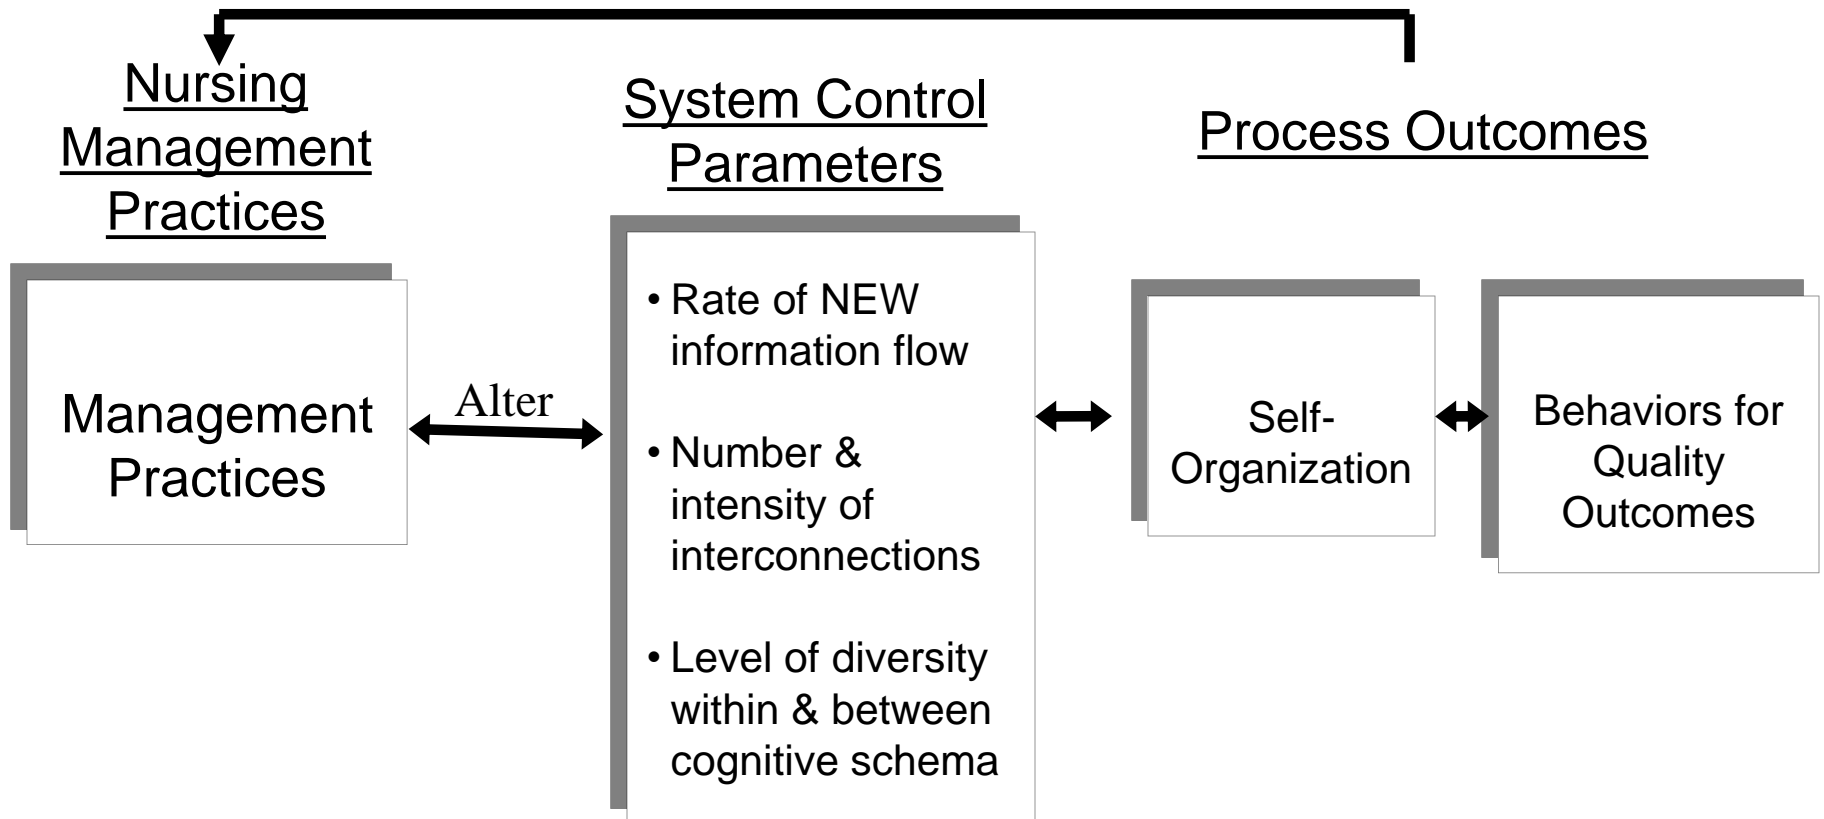 Nursing
Management
Practices
System Control
Parameters
Process Outcomes
Management
Practices
Alter
• Rate of NEW
information flow
• Number &
intensity of
interconnections
• Level of diversity
within & between
cognitive schema
Self-
Organization
Behaviors for
Quality
Outcomes